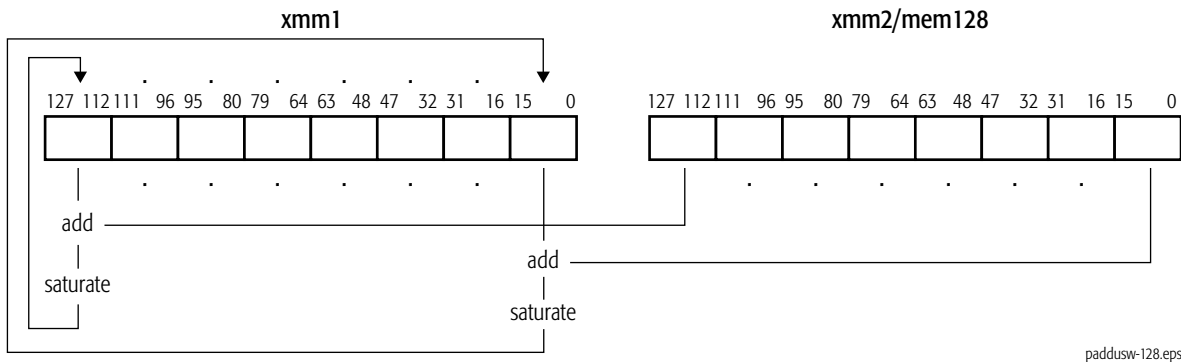 xmm1 xmm2/mem128
. . . . . .
127 112 111 96 95 80 79 64 63 48 47 32 31 16 15 0 127 112 111 96 95 80 79 64 63 48 47 32 31 16 15 0
. . . . . . . . . . . .
add
add
saturate
saturate
paddusw-128.eps